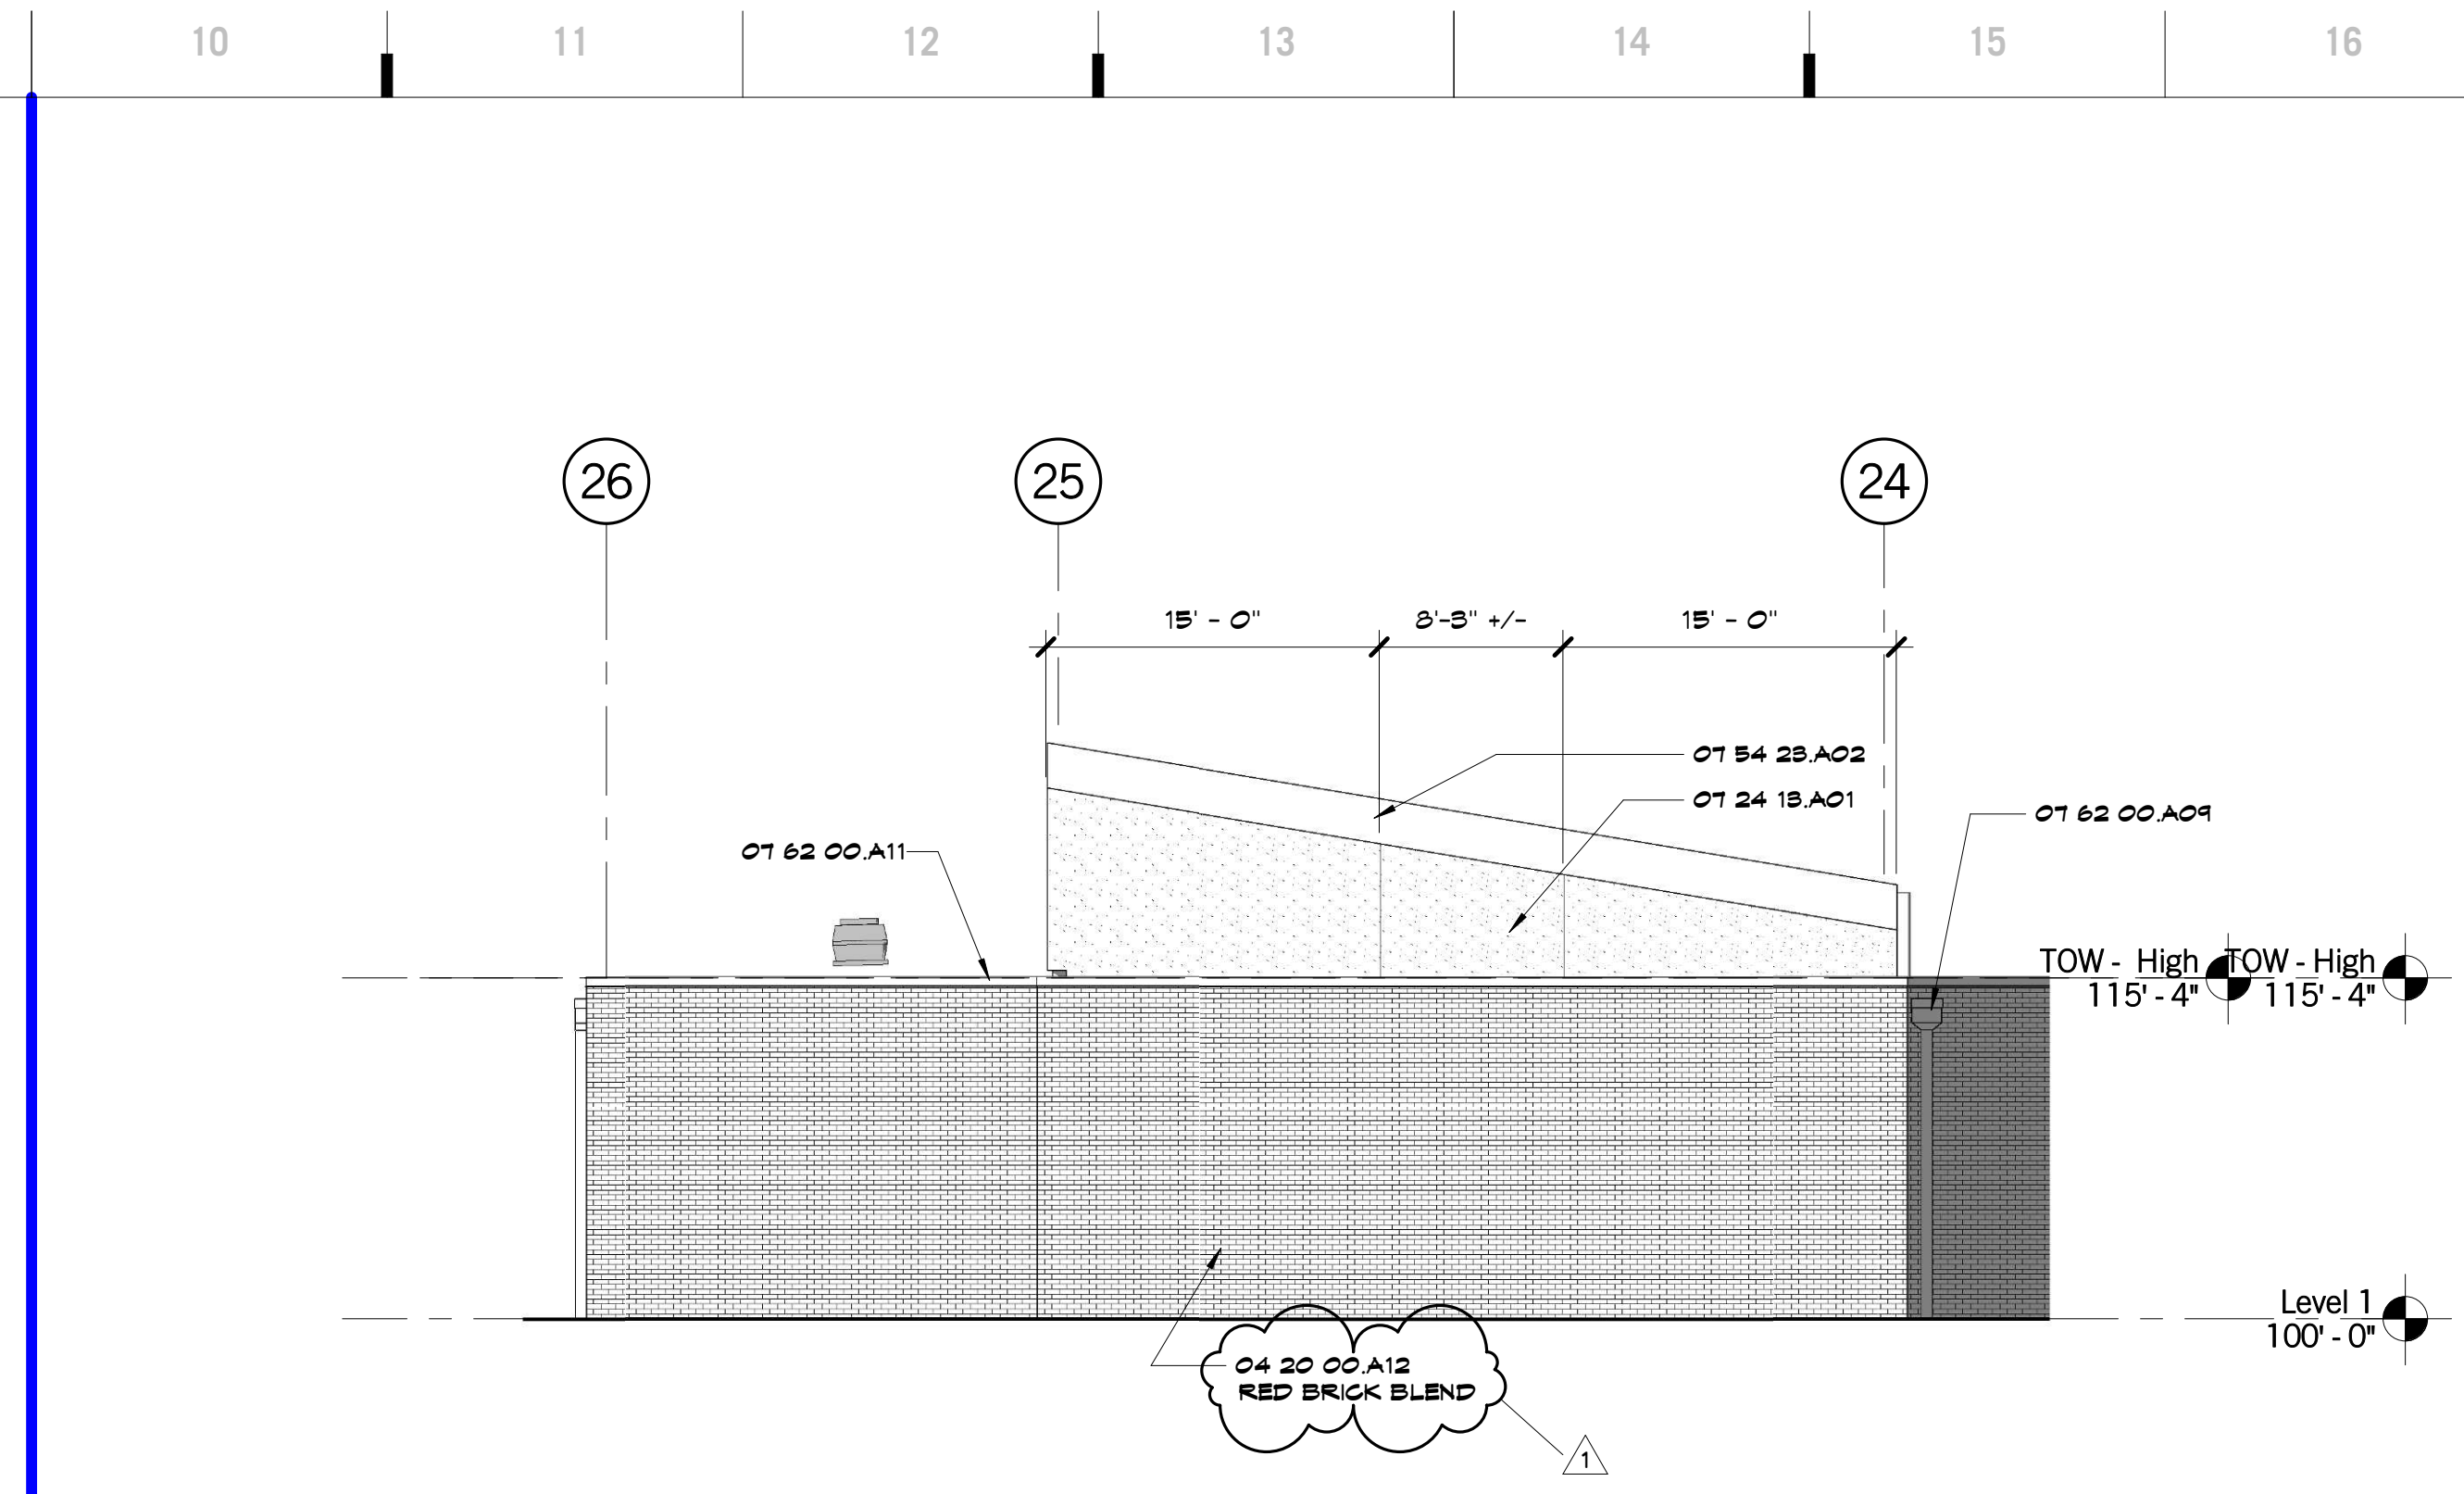 10 11 12 13 14 15 16
26 25 24
15' - 0" 8'-3" +/- 15' - 0"
07 54 23.A02
07 24 13.A01
07 62 00.A09
07 62 00.A11
TOW - High TOW - High
115' - 4" 115' - 4"
Level 1
100' - 0"
04 20 00.A12
RED BRICK BLEND
1